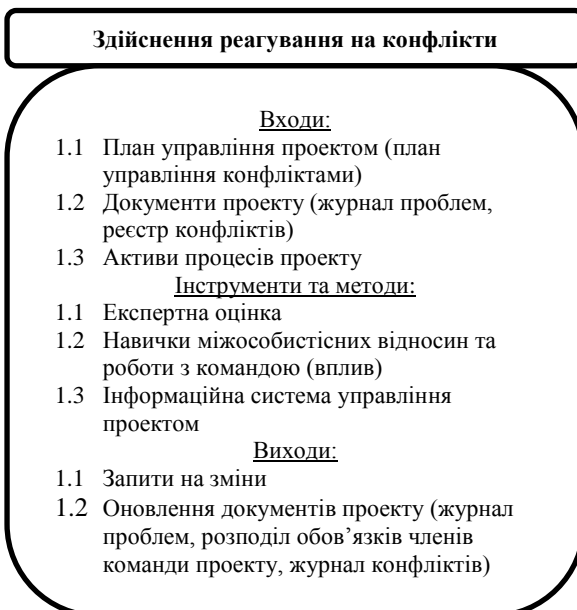 Здійснення реагування на конфлікти
Входи:
1.1 План управління проектом (план
управління конфліктами)
1.2 Документи проекту (журнал проблем,
реєстр конфліктів)
1.3 Активи процесів проекту
Інструменти та методи:
1.1 Експертна оцінка
1.2 Навички міжособистісних відносин та
роботи з командою (вплив)
1.3 Інформаційна система управління
проектом
Виходи:
1.1 Запити на зміни
1.2 Оновлення документів проекту (журнал
проблем, розподіл обов’язків членів
команди проекту, журнал конфліктів)